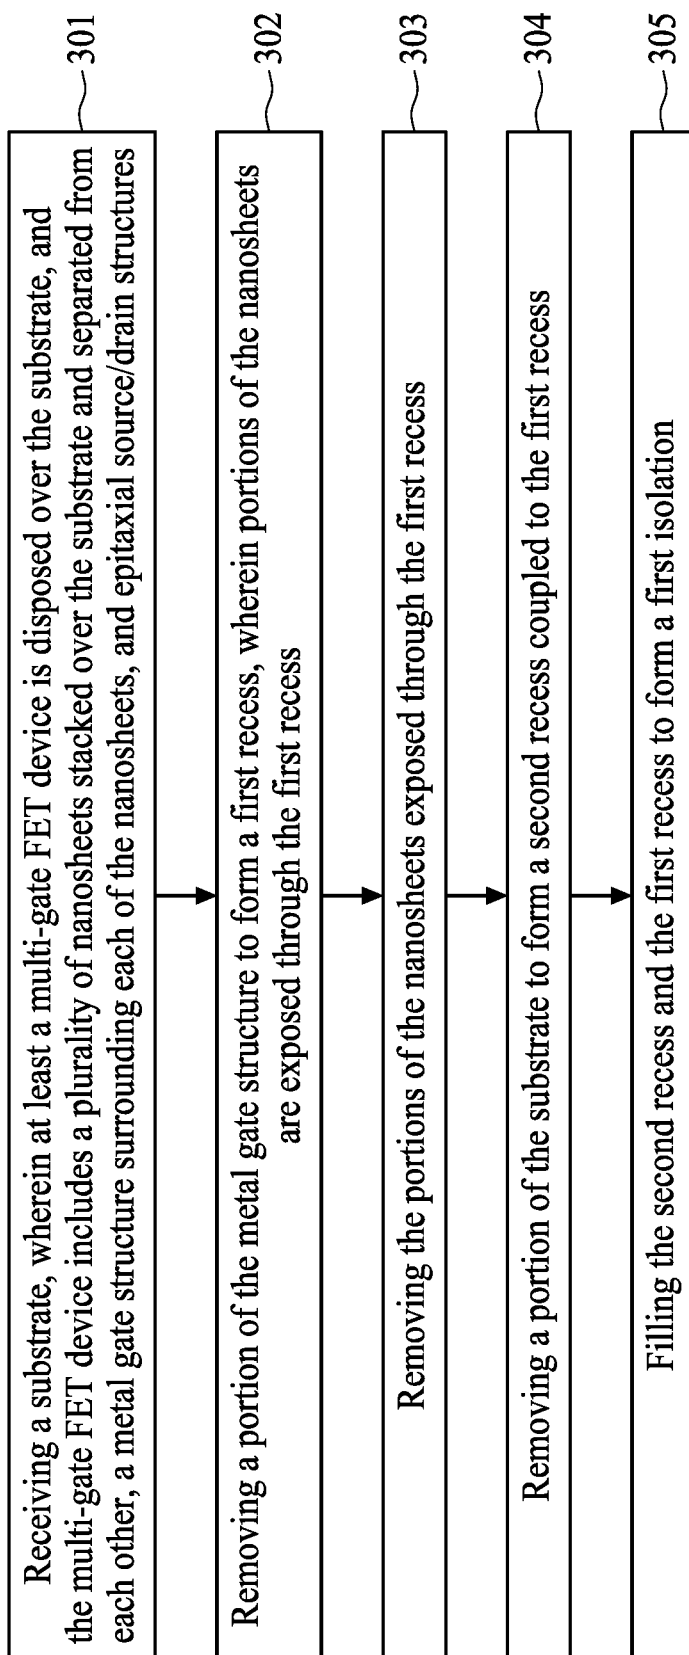 Receiving a substrate, wherein at least a multi-gate FET device is disposed over the substrate, and
the multi-gate FET device includes a plurality of nanosheets stacked over the substrate and separated from
each other, a metal gate structure surrounding each of the nanosheets, and epitaxial source/drain structures
301
Removing a portion of the metal gate structure to form a first recess, wherein portions of the nanosheets
are exposed through the first recess
302
Removing the portions of the nanosheets exposed through the first recess
303
Removing a portion of the substrate to form a second recess coupled to the first recess
304
Filling the second recess and the first recess to form a first isolation
305